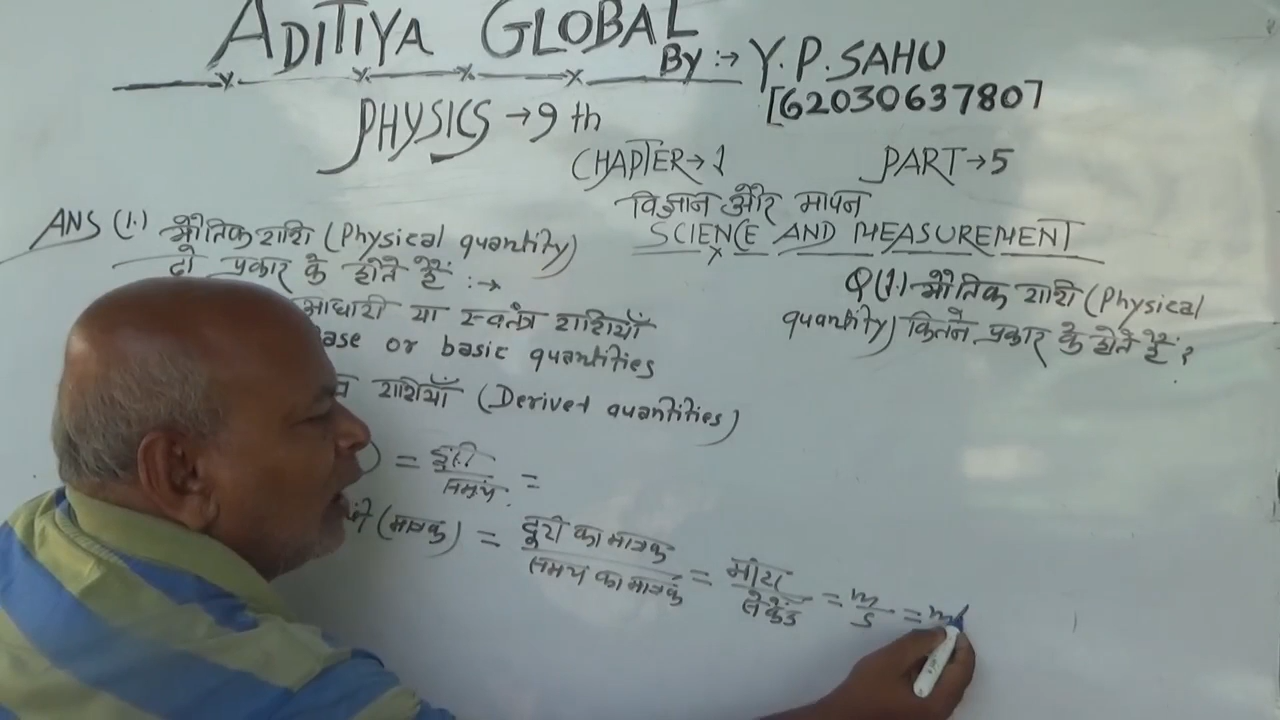 ADITIYA GLOBAL
By :→ Y.P.SAHU
[6203063780]
PHYSICS → 9 th
CHAPTER → 1 PART → 5
विज्ञान और मापन
SCIENCE AND MEASUREMENT
ANS (1.) भौतिक राशि (Physical quantity)
दो प्रकार के होते हैं :→
आधारी या स्वतंत्र राशियाँ
ase or basic quantities
राशियाँ (Derived quantities)
= दूरी / समय =
(मात्रक) = दूरी का मात्रक / समय का मात्रक = मीटर / सेकेंड = m / s = m/
Q (1.) भौतिक राशि (Physical
quantity) कितने प्रकार के होते हैं ?